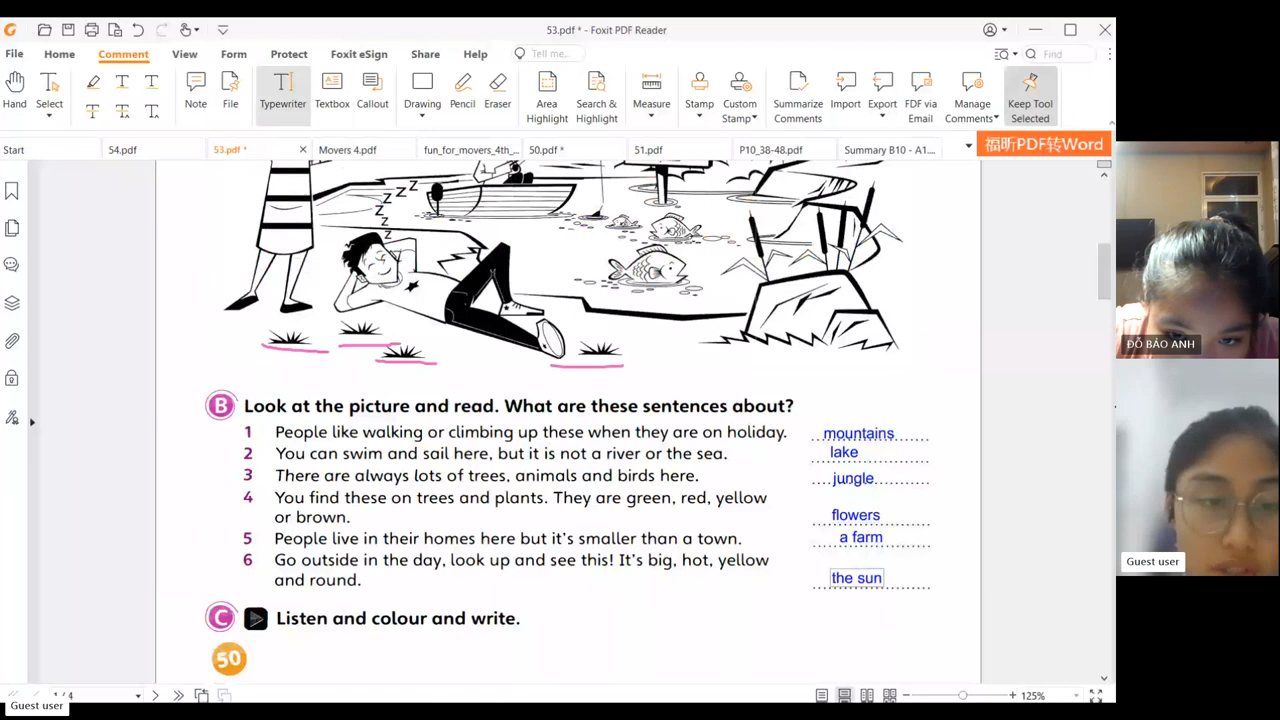 53.pdf * - Foxit PDF Reader
File Home Comment View Form Protect Foxit eSign Share Help Tell me... Find
Hand Select Note File Typewriter Textbox Callout Drawing Pencil Eraser Area Highlight Search & Highlight Measure Stamp Custom Stamp Summarize Comments Import Export FDF via Email Manage Comments Keep Tool Selected
Start 54.pdf 53.pdf * Movers 4.pdf fun_for_movers_4th_... 50.pdf * 51.pdf P10_38-48.pdf Summary B10 - A1.... 福昕PDF转Word
z z z z z z z
B Look at the picture and read. What are these sentences about?
1 People like walking or climbing up these when they are on holiday. mountains
2 You can swim and sail here, but it is not a river or the sea. lake
3 There are always lots of trees, animals and birds here. jungle
4 You find these on trees and plants. They are green, red, yellow
or brown. flowers
5 People live in their homes here but it's smaller than a town. a farm
6 Go outside in the day, look up and see this! It's big, hot, yellow
and round. the sun
C Listen and colour and write.
50
1 / 4
125%
Guest user
ĐỖ BẢO ANH
Guest user